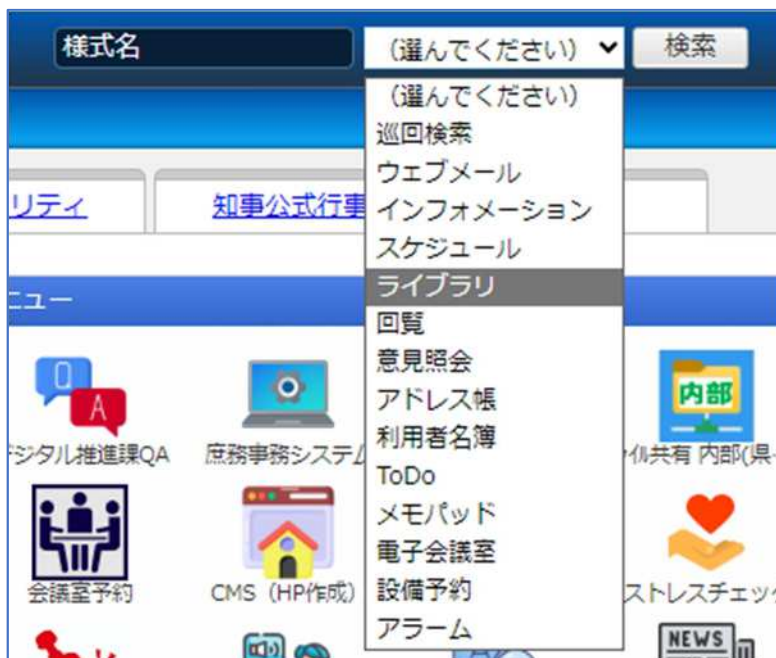 様式名
(選んでください)
検索
(選んでください)
巡回検索
ウェブメール
インフォメーション
スケジュール
ライブラリ
回覧
意見照会
アドレス帳
利用者名簿
ToDo
メモパッド
電子会議室
設備予約
アラーム
リティ
知事公式行事
ニュー
Q
A
内部
デジタル推進課QA
庶務事務システム
イル共有 内部(県
会議室予約
CMS(HP作成)
ストレスチェック
NEWS